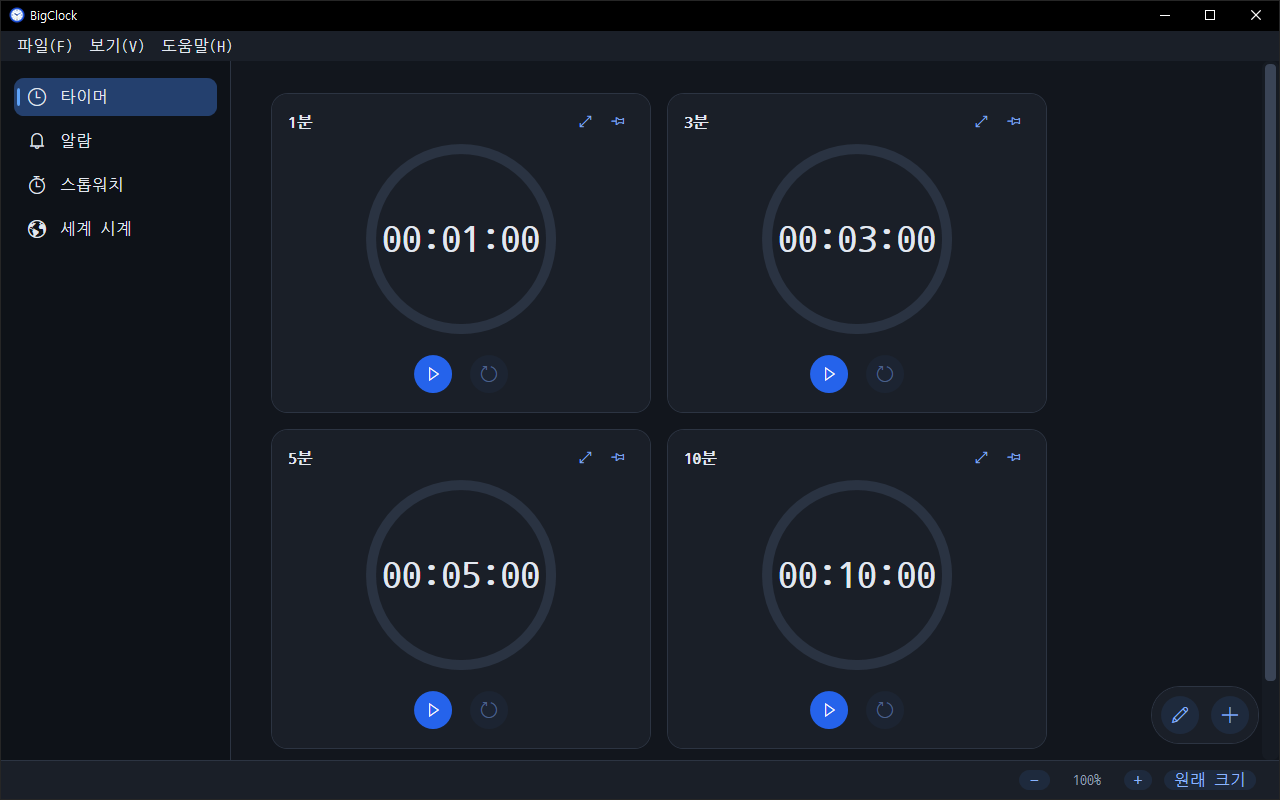 BigClock
파일(F) 보기(V) 도움말(H)
타이머
알람
스톱워치
세계 시계
1분
00:01:00
3분
00:03:00
5분
00:05:00
10분
00:10:00
− 100% + 원래 크기